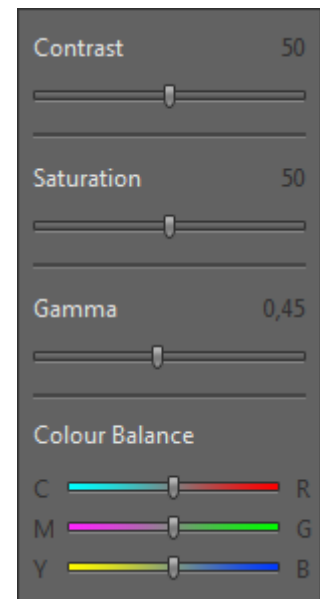 Contrast 50
Saturation 50
Gamma 0,45
Colour Balance
C R
M G
Y B